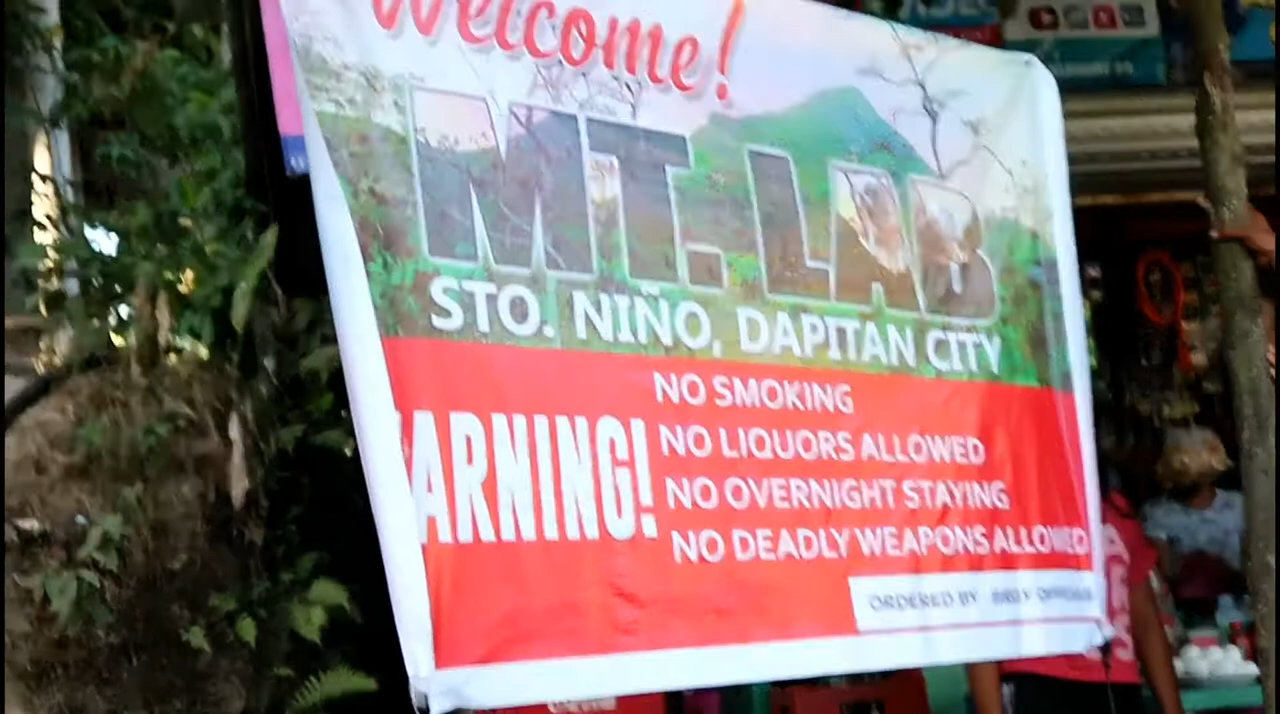 Welcome!
MT. LAB
STO. NIÑO, DAPITAN CITY
ARNING!
NO SMOKING
NO LIQUORS ALLOWED
NO OVERNIGHT STAYING
NO DEADLY WEAPONS ALLOWED
ORDERED BY